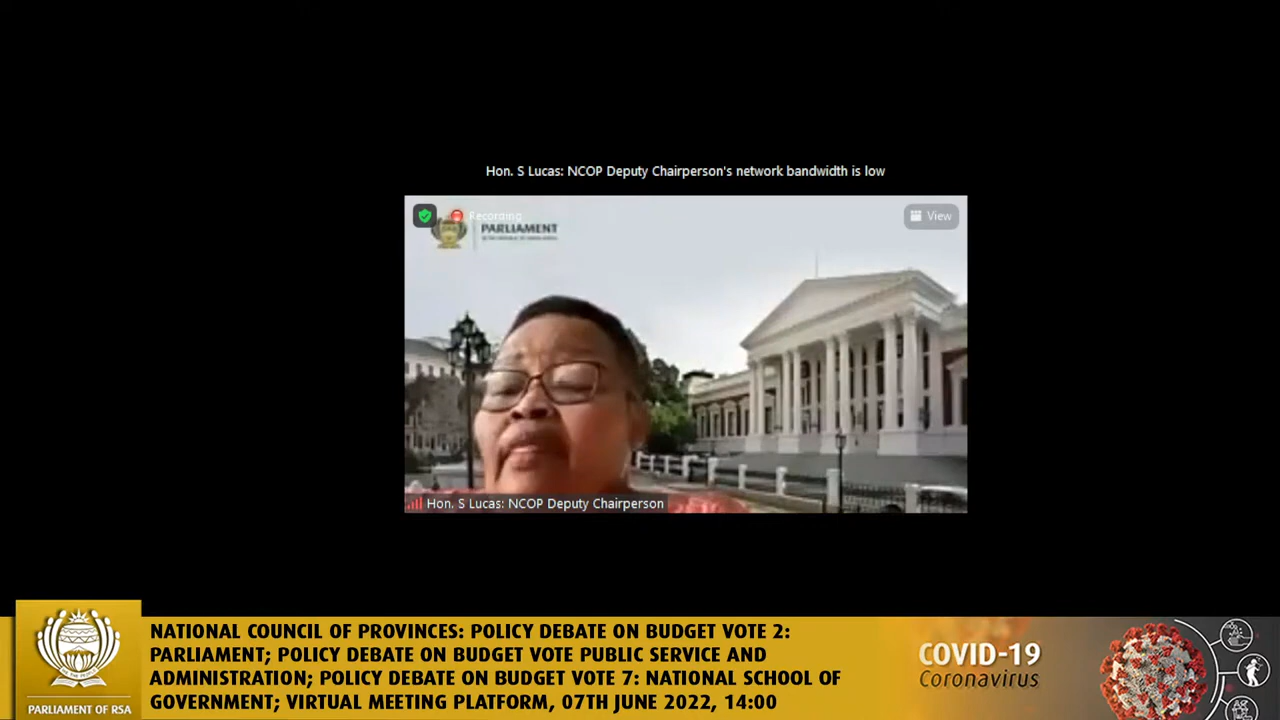 Hon. S Lucas: NCOP Deputy Chairperson's network bandwidth is low
Recording
View
PARLIAMENT
Hon. S Lucas: NCOP Deputy Chairperson
NATIONAL COUNCIL OF PROVINCES: POLICY DEBATE ON BUDGET VOTE 2:
PARLIAMENT; POLICY DEBATE ON BUDGET VOTE PUBLIC SERVICE AND
ADMINISTRATION; POLICY DEBATE ON BUDGET VOTE 7: NATIONAL SCHOOL OF
GOVERNMENT; VIRTUAL MEETING PLATFORM, 07TH JUNE 2022, 14:00
PARLIAMENT OF RSA
COVID-19
Coronavirus